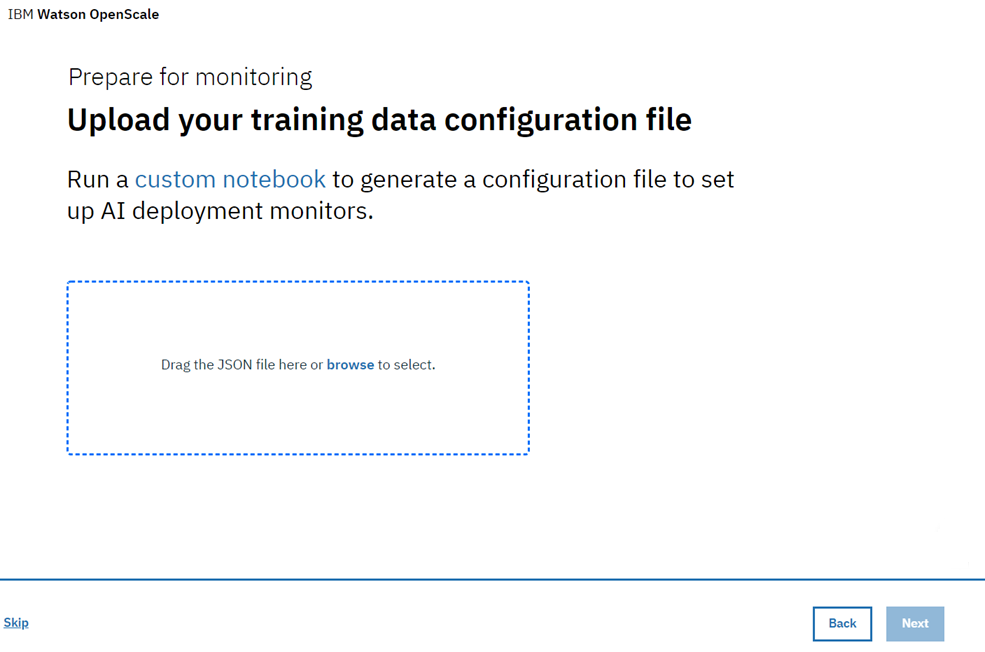 IBM Watson OpenScale
Prepare for monitoring
Upload your training data configuration file
Run a custom notebook to generate a configuration file to set
up AI deployment monitors.
Drag the JSON file here or browse to select.
Skip
Back
Next